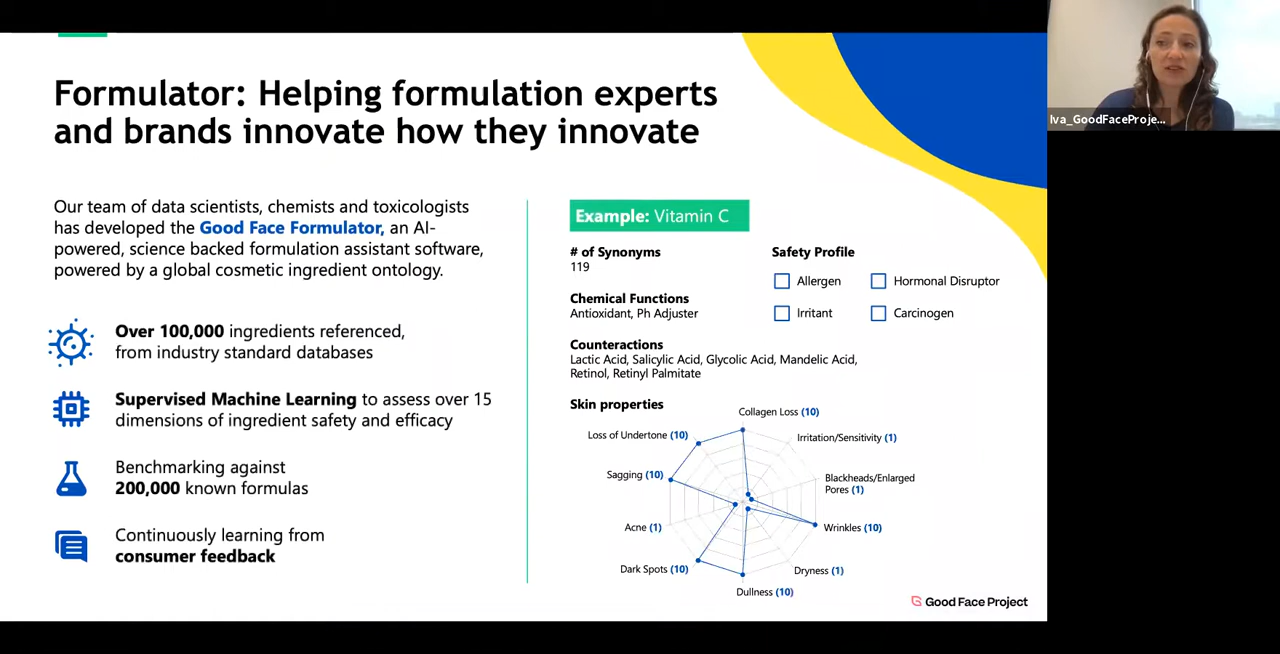 Formulator: Helping formulation experts
and brands innovate how they innovate
Our team of data scientists, chemists and toxicologists
has developed the Good Face Formulator, an AI-
powered, science backed formulation assistant software,
powered by a global cosmetic ingredient ontology.
Over 100,000 ingredients referenced,
from industry standard databases
Supervised Machine Learning to assess over 15
dimensions of ingredient safety and efficacy
Benchmarking against
200,000 known formulas
Continuously learning from
consumer feedback
Example: Vitamin C
# of Synonyms
119
Chemical Functions
Antioxidant, Ph Adjuster
Safety Profile
Allergen
Hormonal Disruptor
Irritant
Carcinogen
Counteractions
Lactic Acid, Salicylic Acid, Glycolic Acid, Mandelic Acid,
Retinol, Retinyl Palmitate
Skin properties
Collagen Loss (10)
Irritation/Sensitivity (1)
Blackheads/Enlarged
Pores (1)
Wrinkles (10)
Dryness (1)
Dullness (10)
Dark Spots (10)
Acne (1)
Sagging (10)
Loss of Undertone (10)
Good Face Project
Iva_GoodFaceProje...